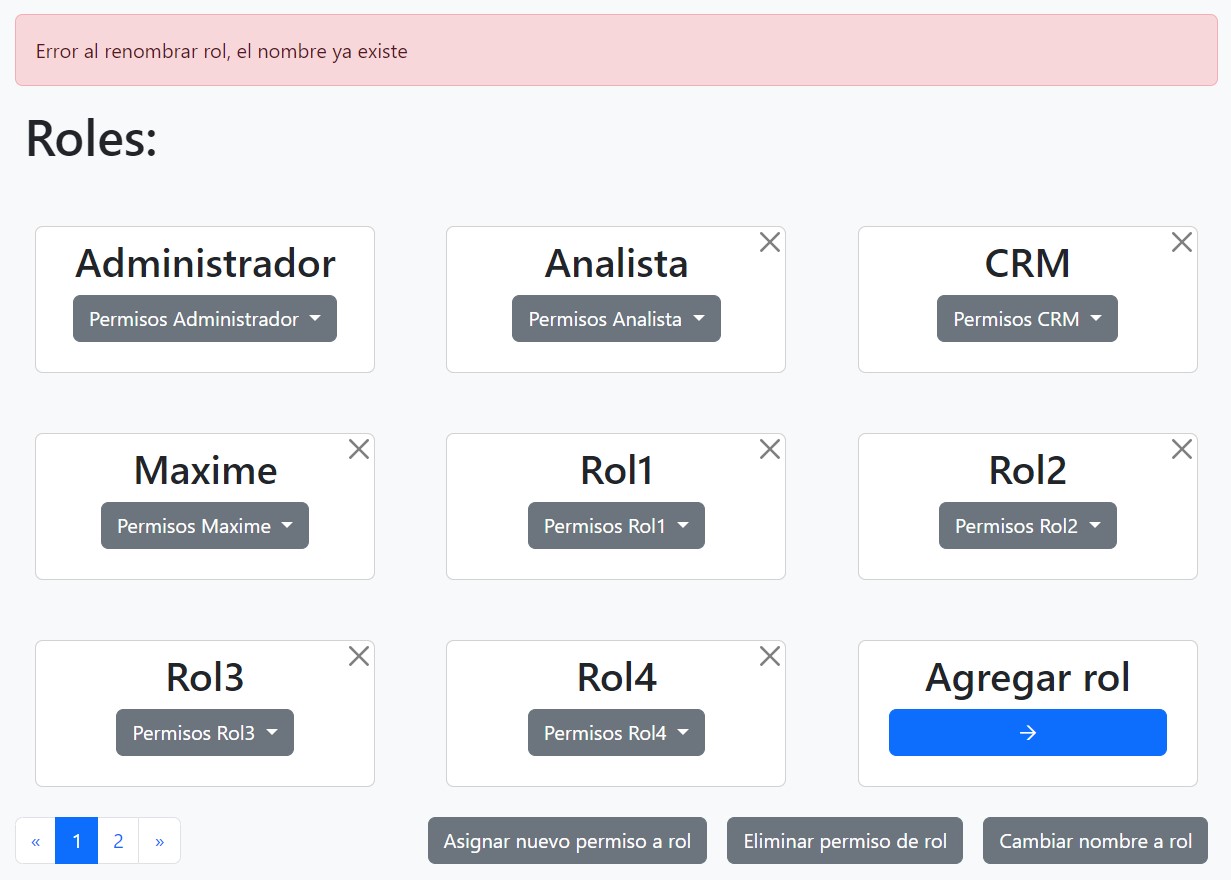 Error al renombrar rol, el nombre ya existe
Roles:
Administrador
Permisos Administrador
Analista
Permisos Analista
CRM
Permisos CRM
Maxime
Permisos Maxime
Rol1
Permisos Rol1
Rol2
Permisos Rol2
Rol3
Permisos Rol3
Rol4
Permisos Rol4
Agregar rol
→
« 1 2 »
Asignar nuevo permiso a rol
Eliminar permiso de rol
Cambiar nombre a rol